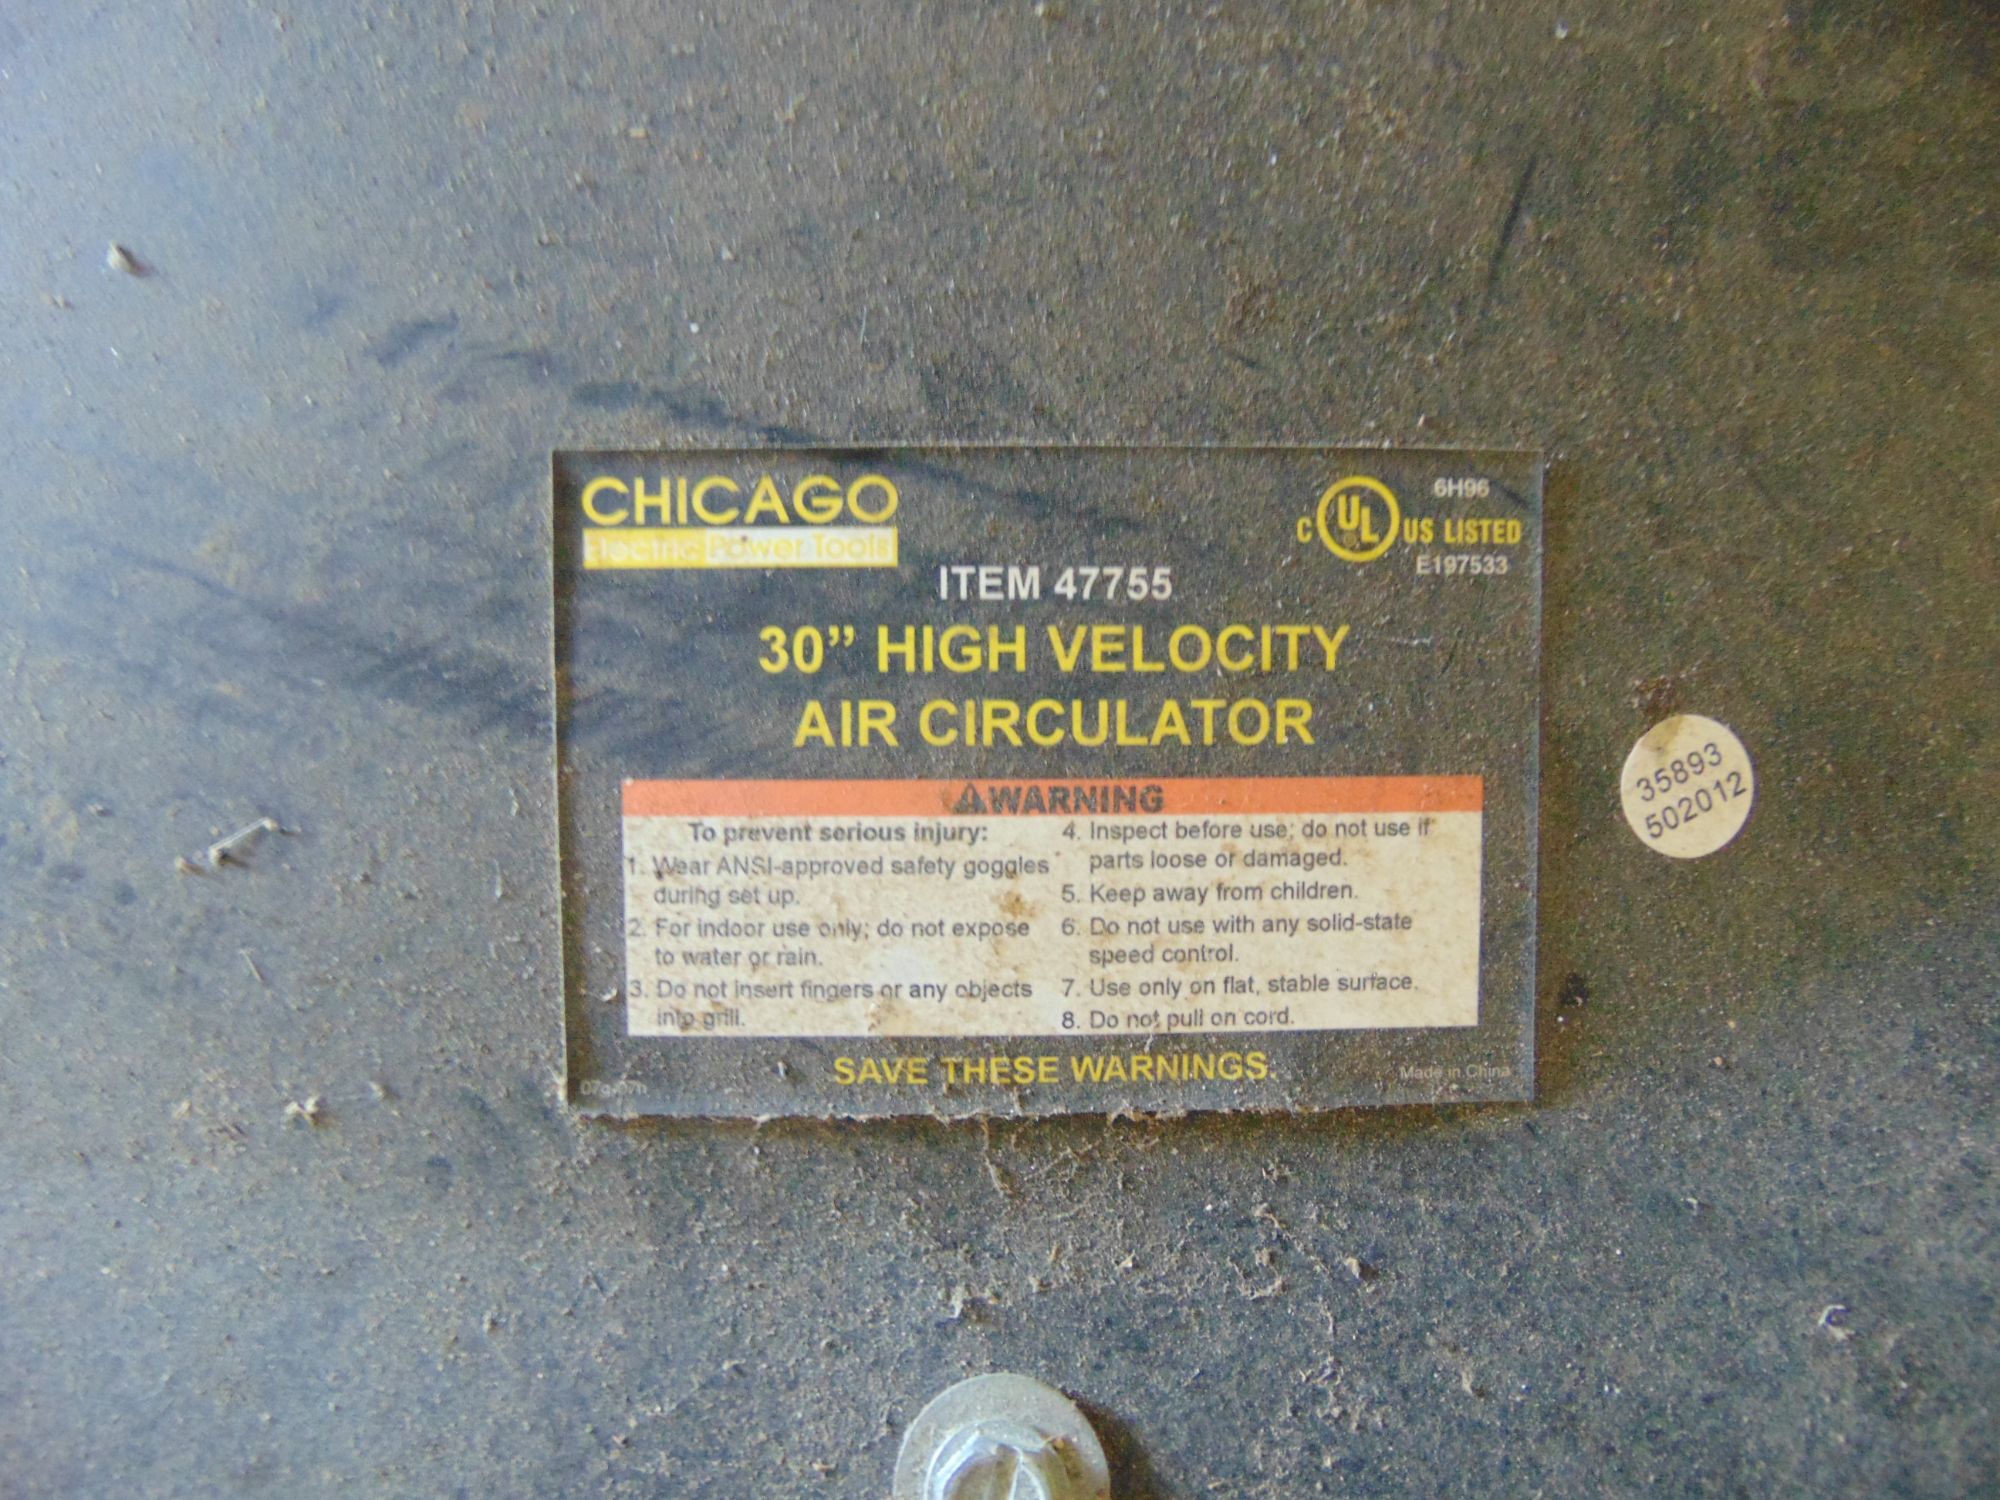 CHICAGO
Electric Power Tools
6H96
C UL US LISTED
E197533
ITEM 47755
30” HIGH VELOCITY
AIR CIRCULATOR
WARNING
To prevent serious injury:
1. Wear ANSI-approved safety goggles
during set up.
2. For indoor use only; do not expose
to water or rain.
3. Do not insert fingers or any objects
into grill.
4. Inspect before use; do not use if
parts loose or damaged.
5. Keep away from children.
6. Do not use with any solid-state
speed control.
7. Use only on flat, stable surface.
8. Do not pull on cord.
SAVE THESE WARNINGS.
Made in China
35893
502012